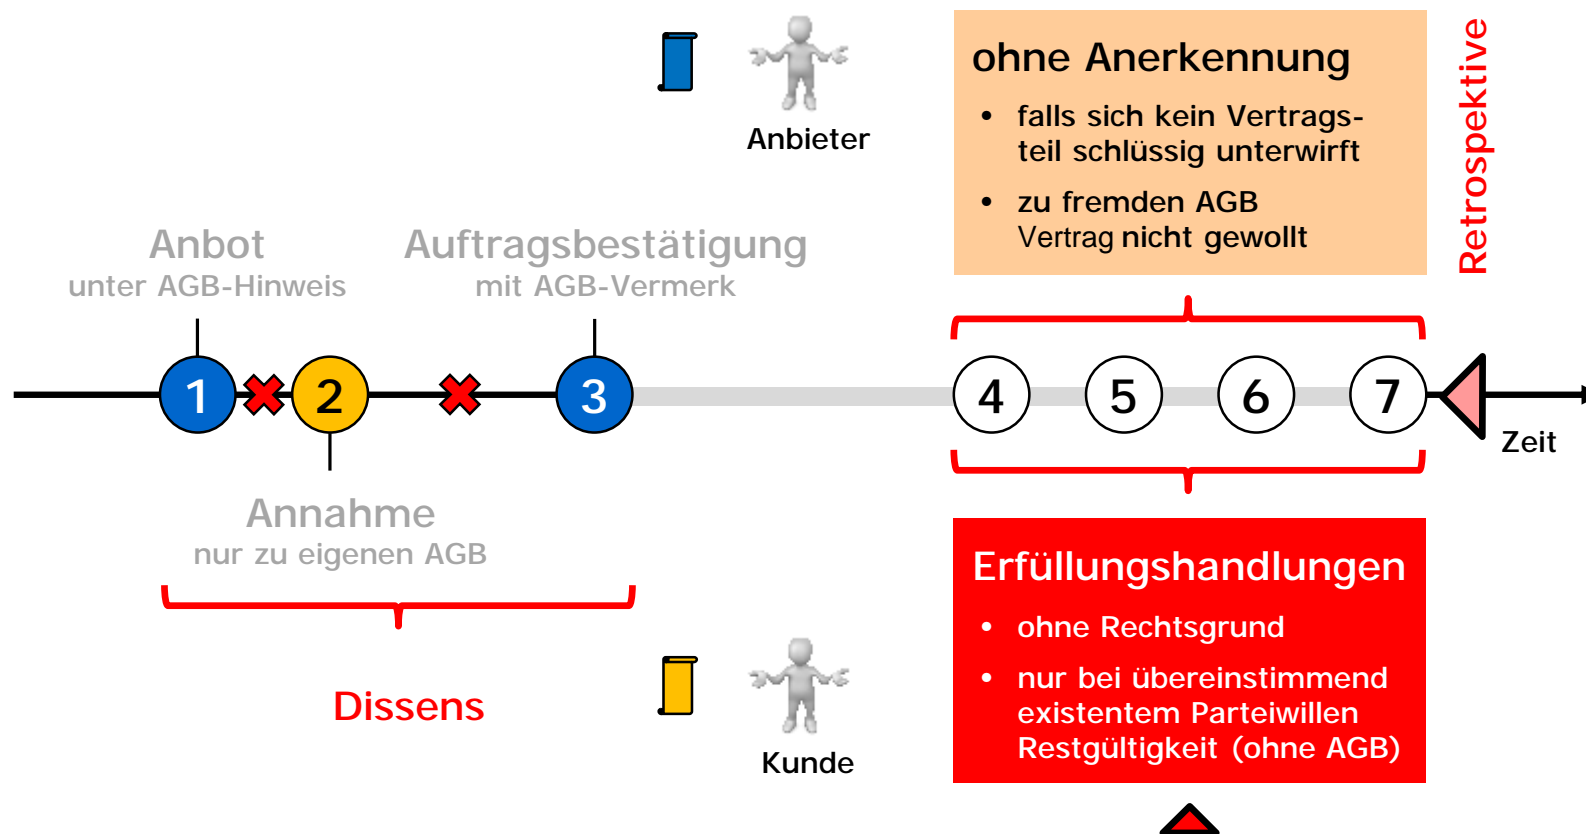 Anbieter
ohne Anerkennung
• falls sich kein Vertrags-
teil schlüssig unterwirft
• zu fremden AGB
Vertrag nicht gewollt
Retrospektive
Anbot
unter AGB-Hinweis
Auftragsbestätigung
mit AGB-Vermerk
1
2
3
4
5
6
7
Zeit
Annahme
nur zu eigenen AGB
Dissens
Kunde
Erfüllungshandlungen
• ohne Rechtsgrund
• nur bei übereinstimmend
existentem Parteiwillen
Restgültigkeit (ohne AGB)